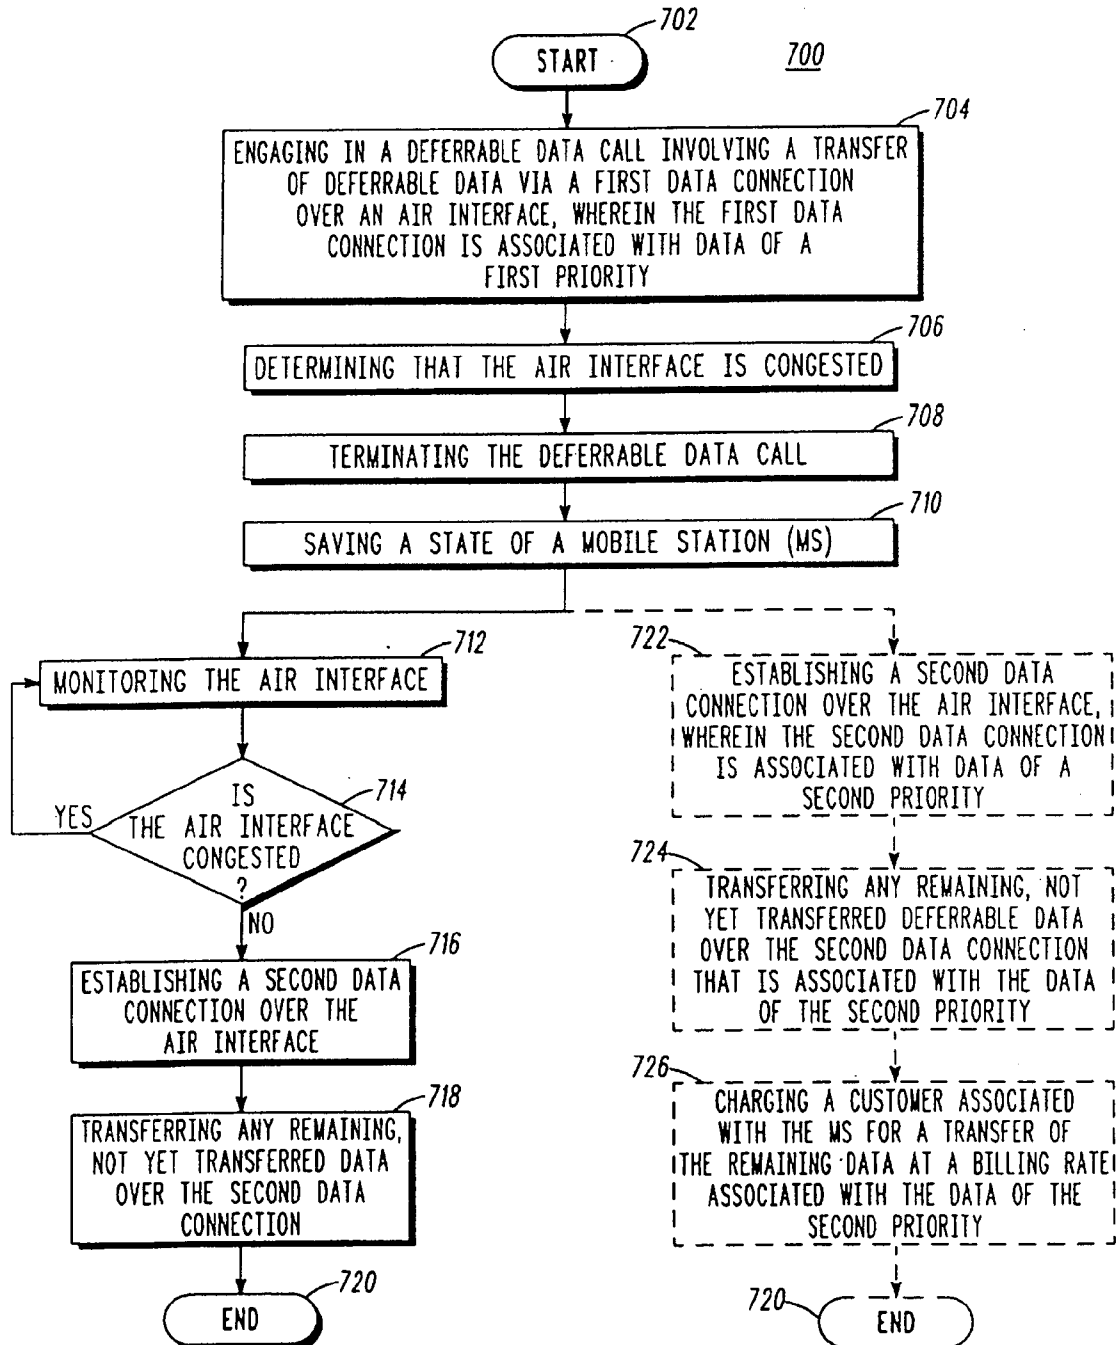 702
START
700
704
ENGAGING IN A DEFERRABLE DATA CALL INVOLVING A TRANSFER
OF DEFERRABLE DATA VIA A FIRST DATA CONNECTION
OVER AN AIR INTERFACE, WHEREIN THE FIRST DATA
CONNECTION IS ASSOCIATED WITH DATA OF A
FIRST PRIORITY
706
DETERMINING THAT THE AIR INTERFACE IS CONGESTED
708
TERMINATING THE DEFERRABLE DATA CALL
710
SAVING A STATE OF A MOBILE STATION (MS)
712
MONITORING THE AIR INTERFACE
714
IS
THE AIR INTERFACE
CONGESTED
?
YES
NO
716
ESTABLISHING A SECOND DATA
CONNECTION OVER THE
AIR INTERFACE
718
TRANSFERRING ANY REMAINING,
NOT YET TRANSFERRED DATA
OVER THE SECOND DATA
CONNECTION
720
END
722
ESTABLISHING A SECOND DATA
CONNECTION OVER THE AIR INTERFACE,
WHEREIN THE SECOND DATA CONNECTION
IS ASSOCIATED WITH DATA OF A
SECOND PRIORITY
724
TRANSFERRING ANY REMAINING, NOT
YET TRANSFERRED DEFERRABLE DATA
OVER THE SECOND DATA CONNECTION
THAT IS ASSOCIATED WITH THE DATA
OF THE SECOND PRIORITY
726
CHARGING A CUSTOMER ASSOCIATED
WITH THE MS FOR A TRANSFER OF
THE REMAINING DATA AT A BILLING RATE
ASSOCIATED WITH THE DATA OF THE
SECOND PRIORITY
720
END